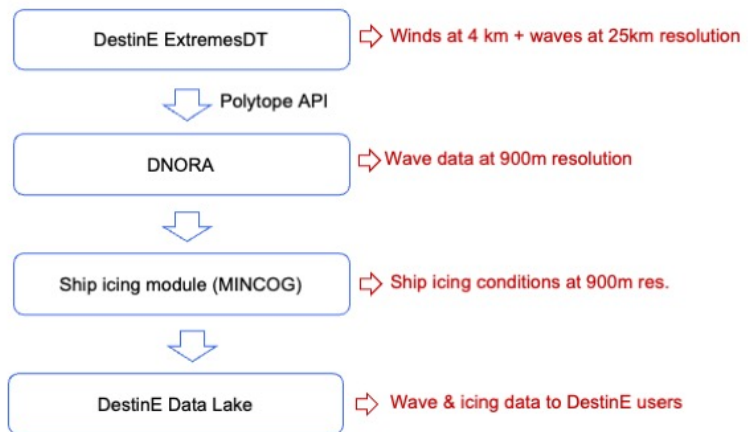 DestinE ExtremesDT
Winds at 4 km + waves at 25km resolution
Polytope API
DNORA
Wave data at 900m resolution
Ship icing module (MINCOG)
Ship icing conditions at 900m res.
DestinE Data Lake
Wave & icing data to DestinE users